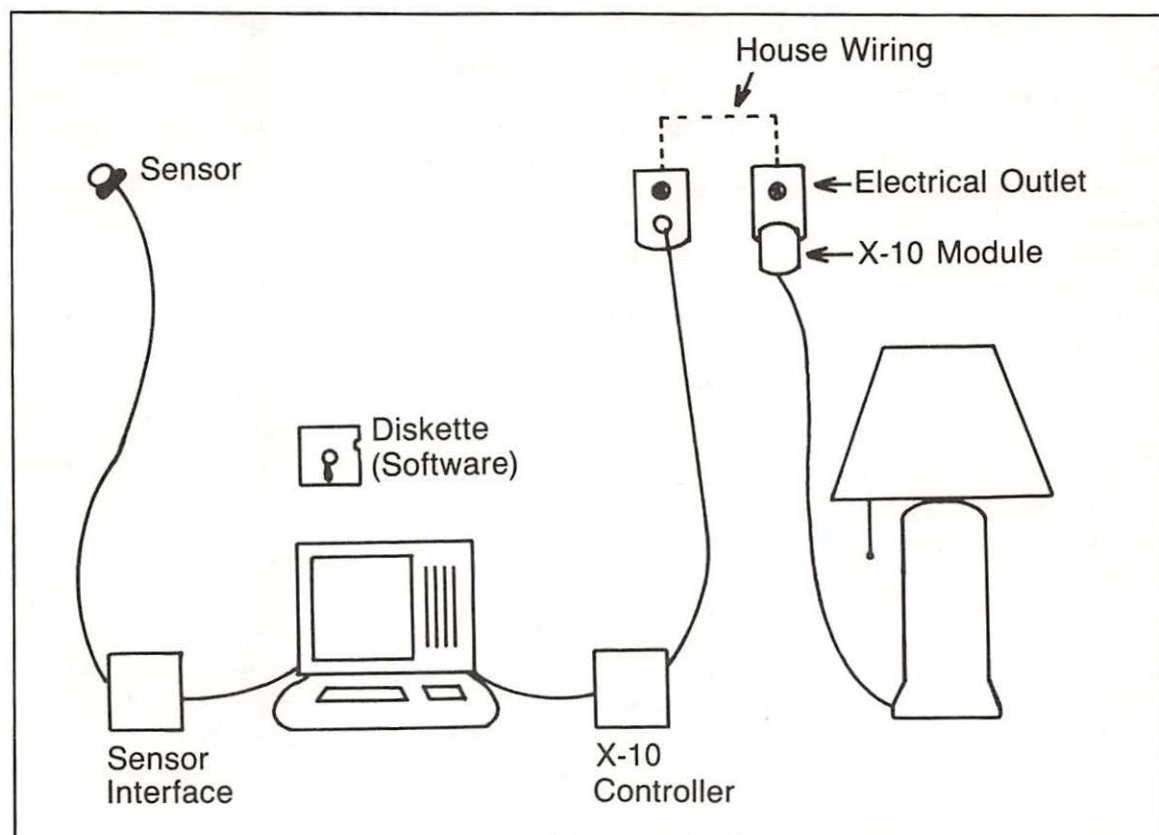 House Wiring
Sensor
Electrical Outlet
X-10 Module
Diskette
(Software)
Sensor
Interface
X-10
Controller